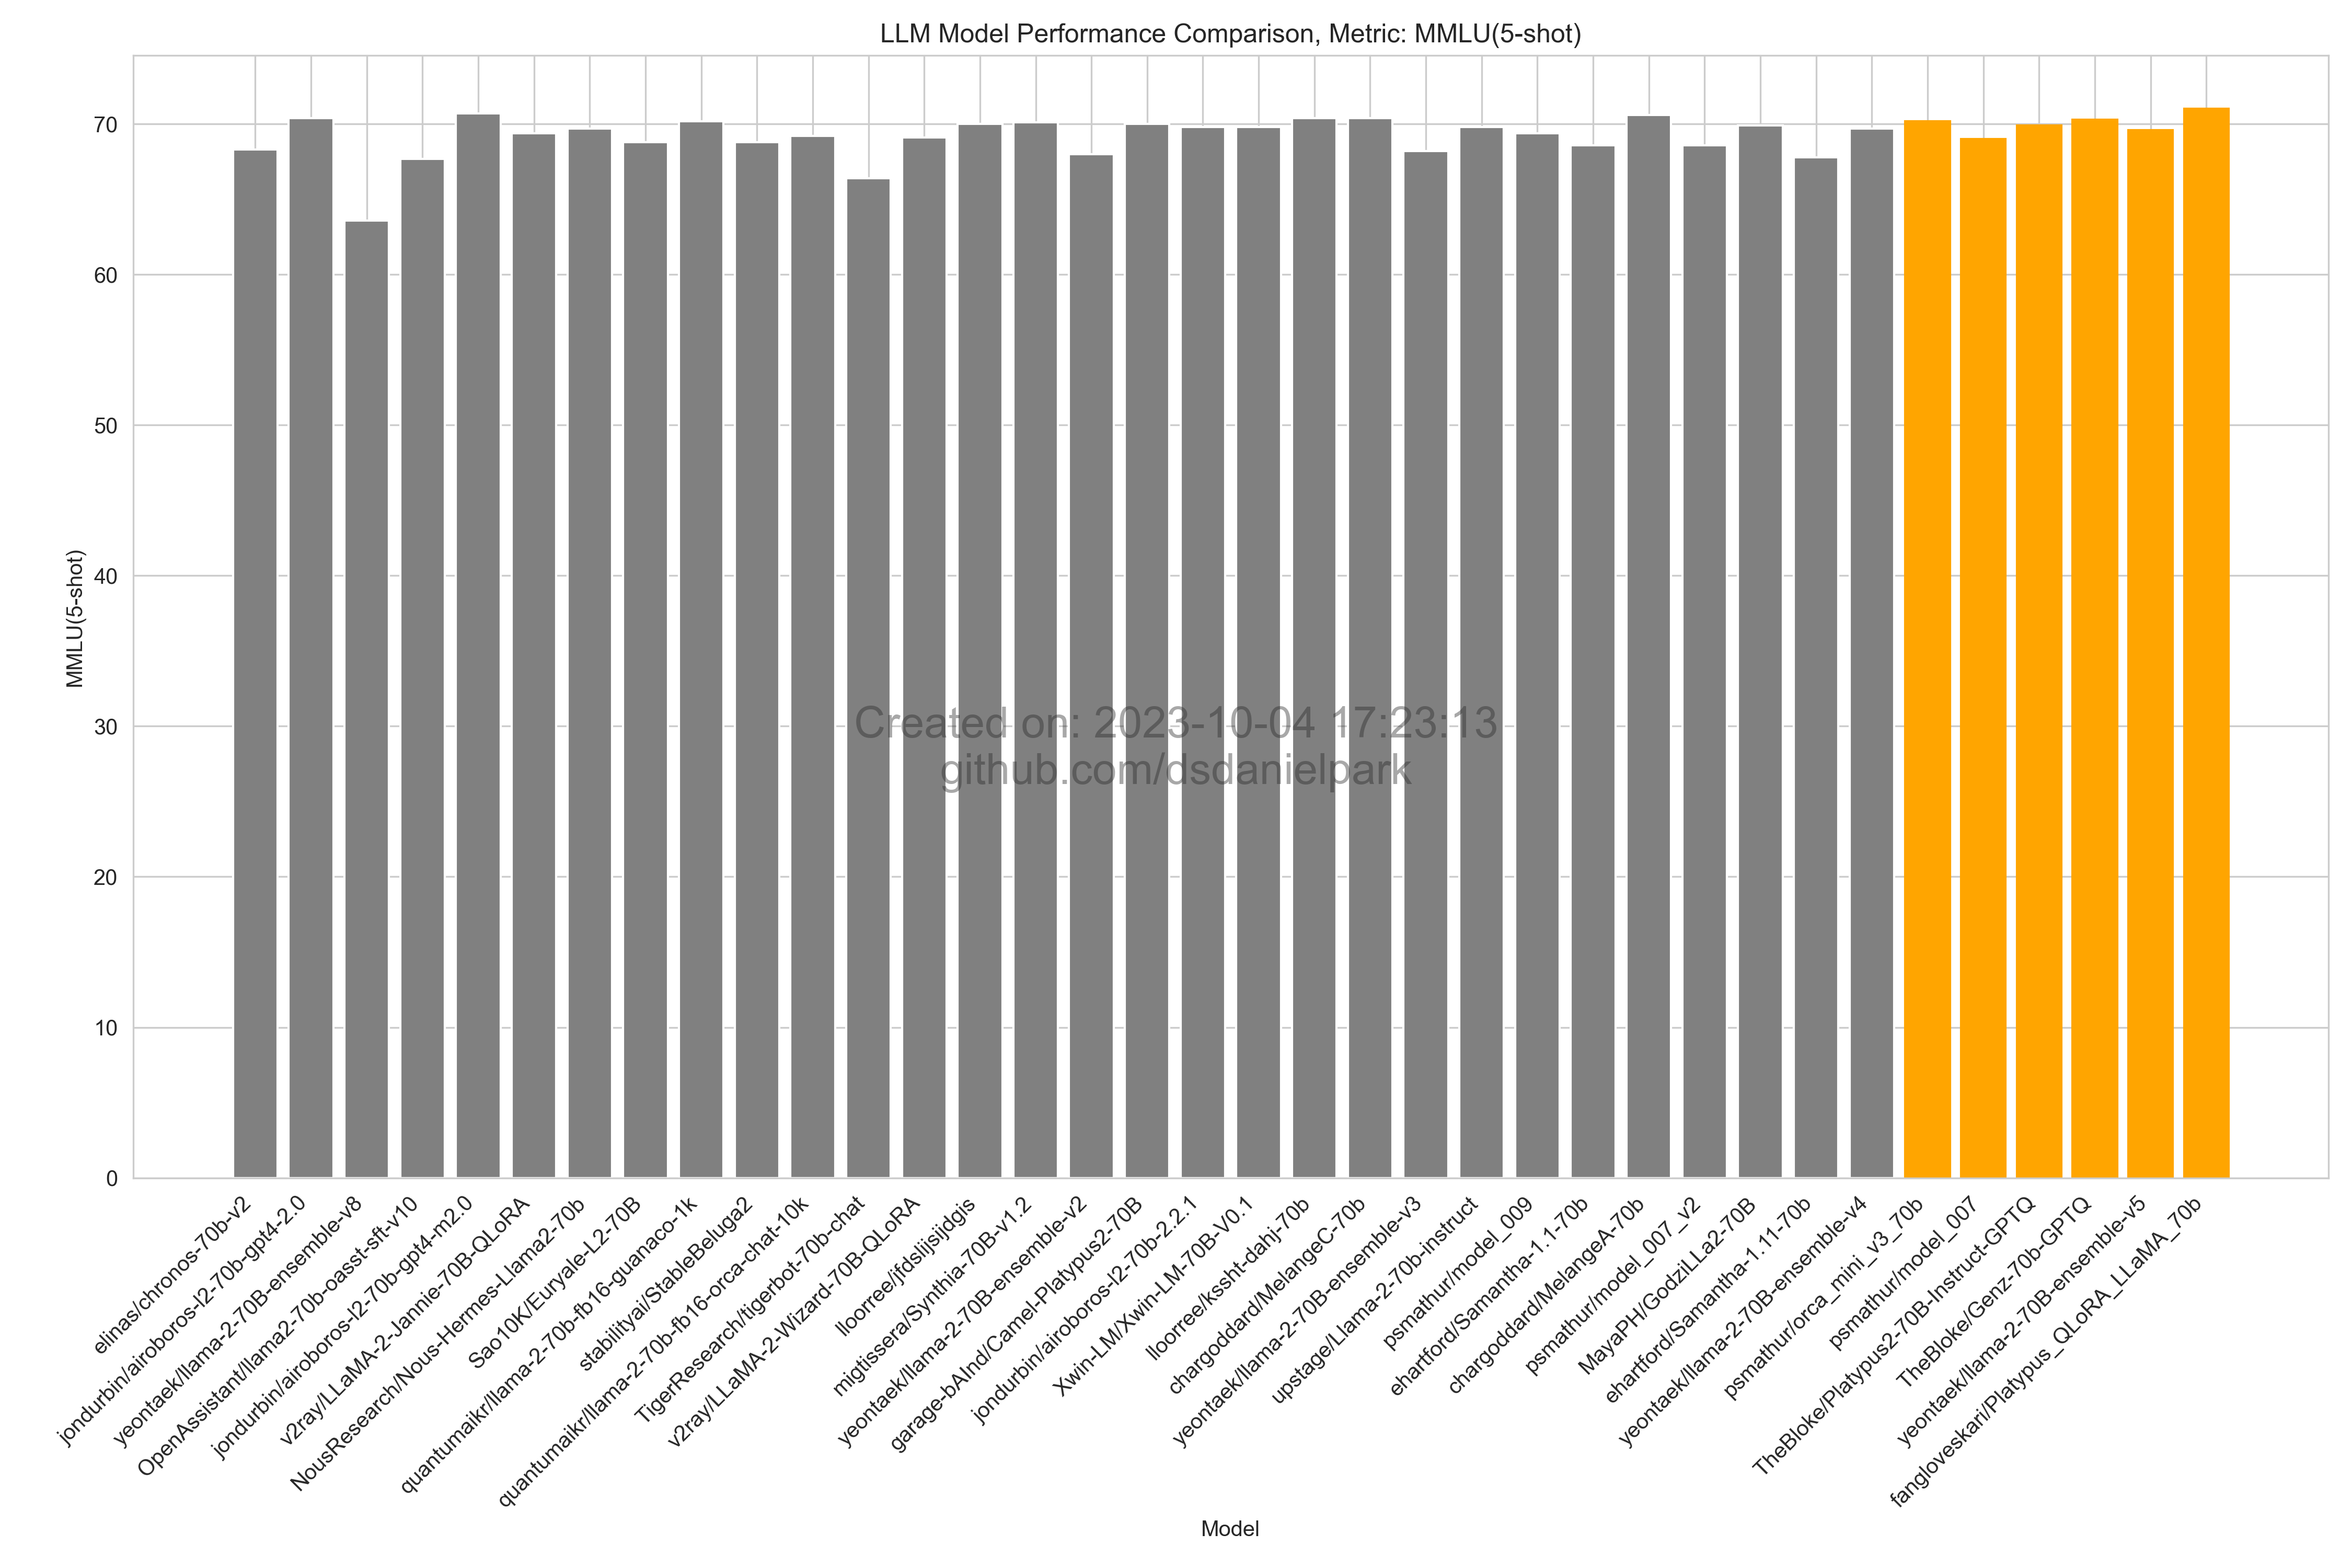 LLM Model Performance Comparison, Metric: MMLU(5-shot)
MMLU(5-shot)
70
60
50
40
30
20
10
0
Created on: 2023-10-04 17:23:13
github.com/dsdanielpark
elinas/chronos-70b-v2
jondurbin/airoboros-l2-70b-gpt4-2.0
yeontaek/llama-2-70B-ensemble-v8
OpenAssistant/llama2-70b-oasst-sft-v10
jondurbin/airoboros-l2-70b-gpt4-m2.0
v2ray/LLaMA-2-Jannie-70B-QLoRA
NousResearch/Nous-Hermes-Llama2-70b
Sao10K/Euryale-L2-70B
quantumaikr/llama-2-70b-fb16-guanaco-1k
stabilityai/StableBeluga2
quantumaikr/llama-2-70b-fb16-orca-chat-10k
TigerResearch/tigerbot-70b-chat
v2ray/LLaMA-2-Wizard-70B-QLoRA
lloorree/jfdslijsijdgis
migtissera/Synthia-70B-v1.2
yeontaek/llama-2-70B-ensemble-v2
garage-bAInd/Camel-Platypus2-70B
jondurbin/airoboros-l2-70b-2.2.1
Xwin-LM/Xwin-LM-70B-V0.1
lloorree/kssht-dahj-70b
chargoddard/MelangeC-70b
yeontaek/llama-2-70B-ensemble-v3
upstage/Llama-2-70b-instruct
psmathur/model_009
ehartford/Samantha-1.1-70b
chargoddard/MelangeA-70b
psmathur/model_007_v2
MayaPH/GodziLLa2-70B
ehartford/Samantha-1.11-70b
yeontaek/llama-2-70B-ensemble-v4
psmathur/orca_mini_v3_70b
psmathur/model_007
TheBloke/Platypus2-70B-Instruct-GPTQ
TheBloke/Genz-70b-GPTQ
yeontaek/llama-2-70B-ensemble-v5
fangloveskari/Platypus_QLoRA_LLaMA_70b
Model